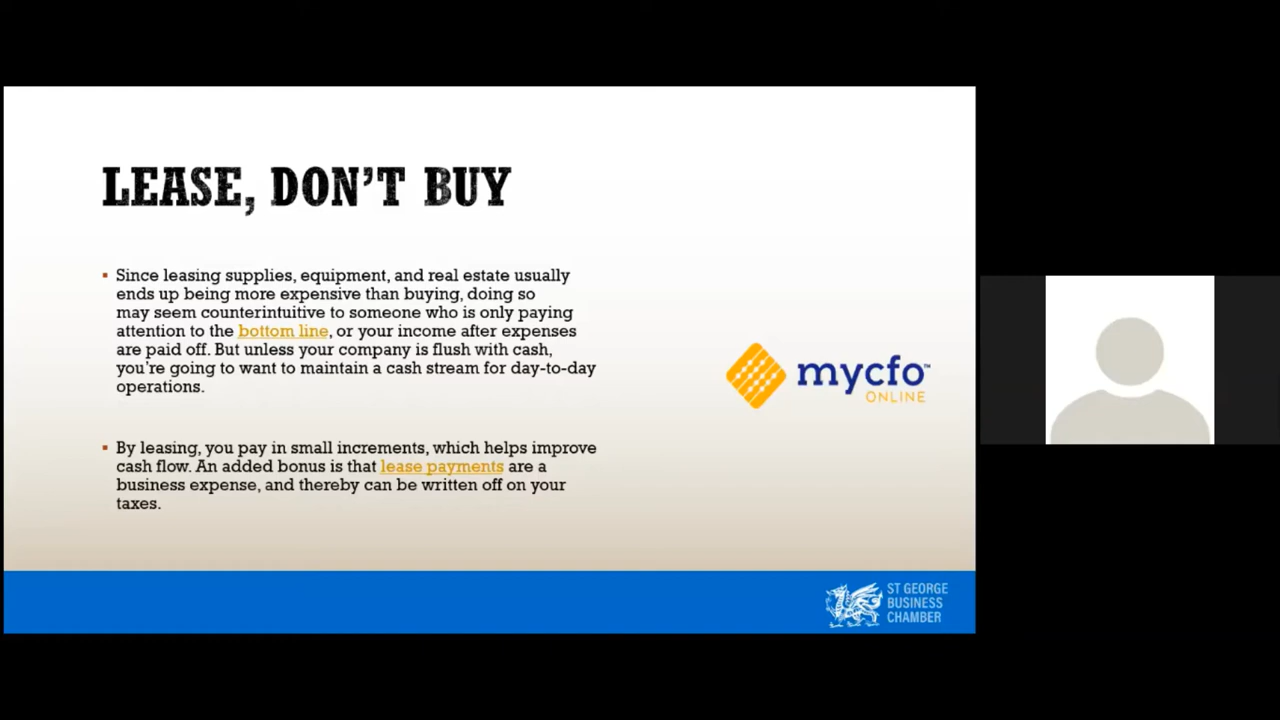 LEASE, DON'T BUY
▪ Since leasing supplies, equipment, and real estate usually
ends up being more expensive than buying, doing so
may seem counterintuitive to someone who is only paying
attention to the bottom line, or your income after expenses
are paid off. But unless your company is flush with cash,
you're going to want to maintain a cash stream for day-to-day
operations.
▪ By leasing, you pay in small increments, which helps improve
cash flow. An added bonus is that lease payments are a
business expense, and thereby can be written off on your
taxes.
mycfo™
ONLINE
ST GEORGE
BUSINESS
CHAMBER